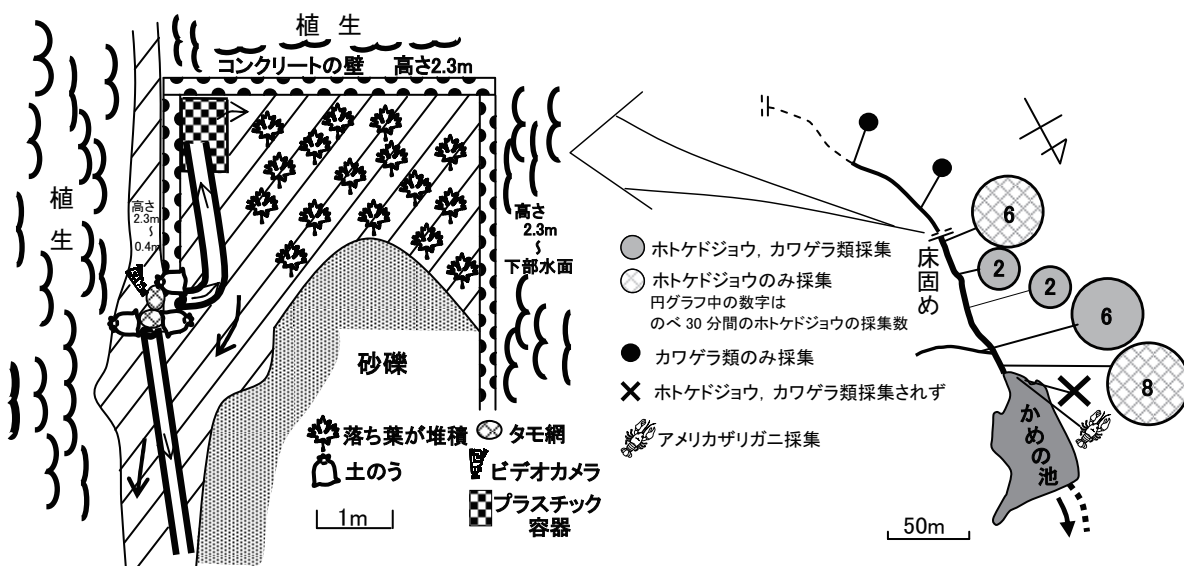 植 生
コンクリートの壁　高さ2.3m
植
生
高さ
2.3m
～
0.4m
高さ
2.3m
～
下部水面
砂礫
落ち葉が堆積
タモ網
土のう
ビデオカメラ
プラスチック
容器
1m
6
2
2
6
8
床固め
ホトケドジョウ，カワゲラ類採集
ホトケドジョウのみ採集
円グラフ中の数字は
のべ 30 分間のホトケドジョウの採集数
カワゲラ類のみ採集
ホトケドジョウ，カワゲラ類採集されず
アメリカザリガニ採集
かめの池
50m